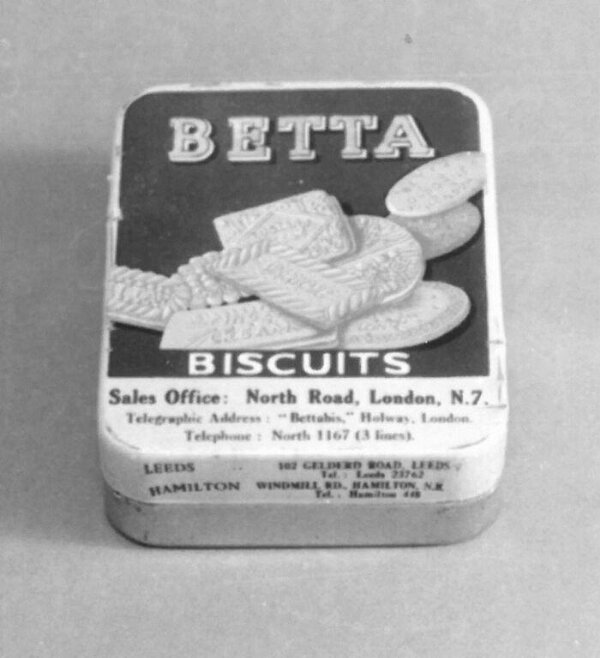 BETTA
BISCUITS
Sales Office: North Road, London, N.7.
Telegraphic Address: "Bettabis," Holway, London.
Telephone: North 1167 (3 lines).
LEEDS 102 GELDERD ROAD, LEEDS
Tel.: Leeds 23762
HAMILTON WINDMILL RD., HAMILTON, N.B.
Tel.: Hamilton 448